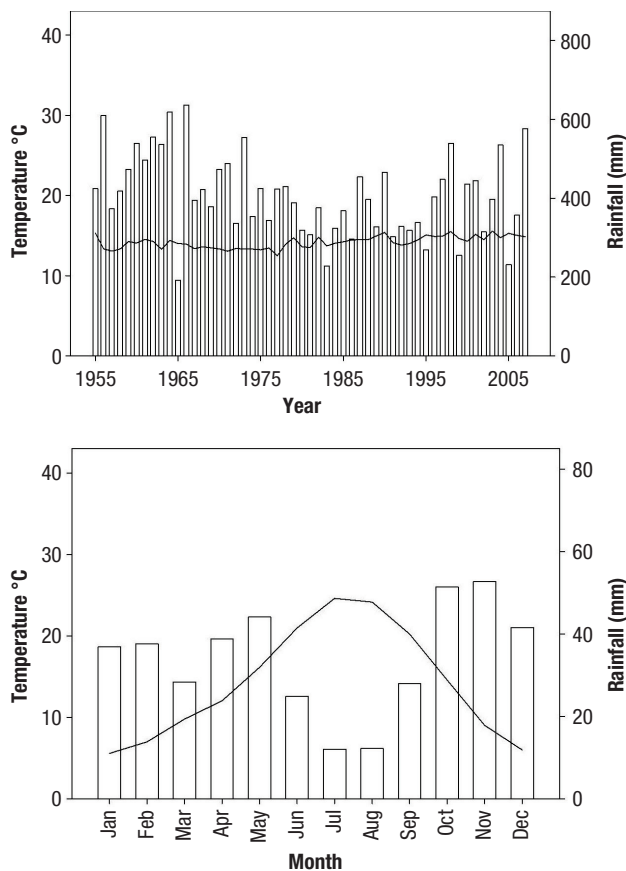 40
30
20
10
0
Temperature °C
800
600
400
200
0
Rainfall (mm)
1955
1965
1975
1985
1995
2005
Year
40
30
20
10
0
Temperature °C
80
60
40
20
0
Rainfall (mm)
Jan
Feb
Mar
Apr
May
Jun
Jul
Aug
Sep
Oct
Nov
Dec
Month